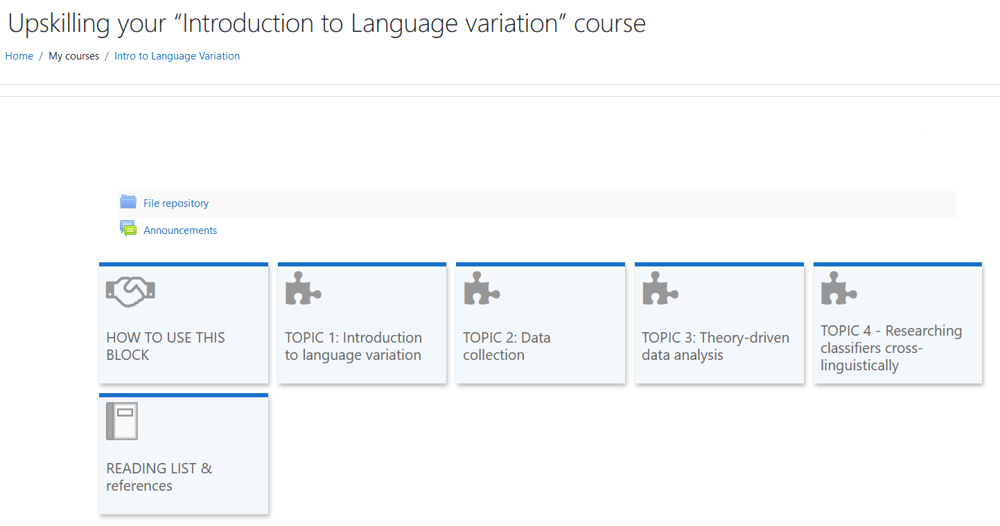 Upskilling your “Introduction to Language variation” course
Home / My courses / Intro to Language Variation
File repository
Announcements
HOW TO USE THIS
BLOCK
TOPIC 1: Introduction
to language variation
TOPIC 2: Data
collection
TOPIC 3: Theory-driven
data analysis
TOPIC 4 - Researching
classifiers cross-
linguistically
READING LIST &
references